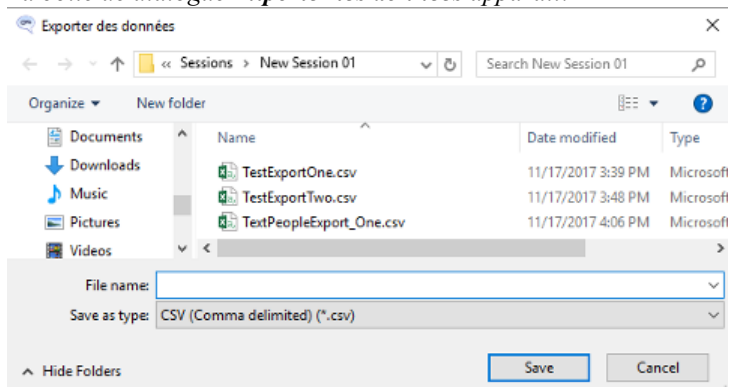 Exporter des données
« Sessions › New Session 01
Search New Session 01
Organize
New folder
Documents
Downloads
Music
Pictures
Videos
Name
Date modified
Type
TestExportOne.csv
11/17/2017 3:39 PM
Microsoft
TestExportTwo.csv
11/17/2017 3:48 PM
Microsoft
TextPeopleExport_One.csv
11/17/2017 4:06 PM
Microsoft
File name:
Save as type: CSV (Comma delimited) (*.csv)
Hide Folders
Save
Cancel